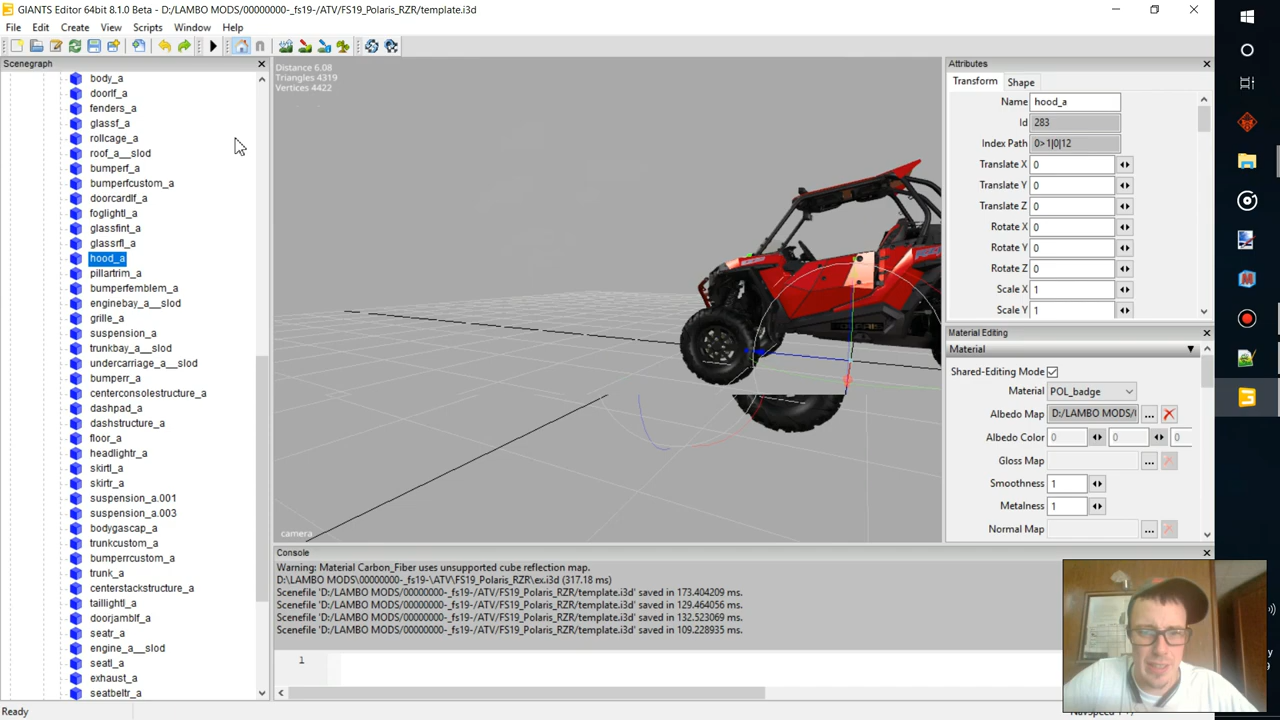 GIANTS Editor 64bit 8.1.0 Beta - D:/LAMBO MODS/00000000-_fs19-/ATV/FS19_Polaris_RZR/template.i3d
File Edit Create View Scripts Window Help
Scenegraph
body_a
doorlf_a
fenders_a
glassf_a
rollcage_a
roof_a__slod
bumperf_a
bumperfcustom_a
doorcardlf_a
foglightl_a
glassfint_a
glassrfl_a
hood_a
pillartrim_a
bumperfemblem_a
enginebay_a__slod
grille_a
suspension_a
trunkbay_a__slod
undercarriage_a__slod
bumperr_a
centerconsolestructure_a
dashpad_a
dashstructure_a
floor_a
headlightr_a
skirtl_a
skirtr_a
suspension_a.001
suspension_a.003
bodygascap_a
trunkcustom_a
bumperrcustom_a
trunk_a
centerstackstructure_a
taillightl_a
doorjamblf_a
seatr_a
engine_a__slod
seatl_a
exhaust_a
seatbeltr_a
Ready
Distance 6.08
Triangles 4319
Vertices 4422
camera
Console
Warning: Material Carbon_Fiber uses unsupported cube reflection map.
D:\LAMBO MODS\00000000-_fs19-\ATV\FS19_Polaris_RZR\ex.i3d (317.18 ms)
Scenefile 'D:/LAMBO MODS/00000000-_fs19-/ATV/FS19_Polaris_RZR/template.i3d' saved in 173.404209 ms.
Scenefile 'D:/LAMBO MODS/00000000-_fs19-/ATV/FS19_Polaris_RZR/template.i3d' saved in 129.464056 ms.
Scenefile 'D:/LAMBO MODS/00000000-_fs19-/ATV/FS19_Polaris_RZR/template.i3d' saved in 132.523069 ms.
Scenefile 'D:/LAMBO MODS/00000000-_fs19-/ATV/FS19_Polaris_RZR/template.i3d' saved in 109.228935 ms.
1
Attributes
Transform Shape
Name hood_a
Id 283
Index Path 0>1|0|12
Translate X 0
Translate Y 0
Translate Z 0
Rotate X 0
Rotate Y 0
Rotate Z 0
Scale X 1
Scale Y 1
Material Editing
Material
Shared-Editing Mode
Material POL_badge
Albedo Map D:/LAMBO MODS/ ...
Albedo Color 0 0 0
Gloss Map ...
Smoothness 1
Metalness 1
Normal Map ...